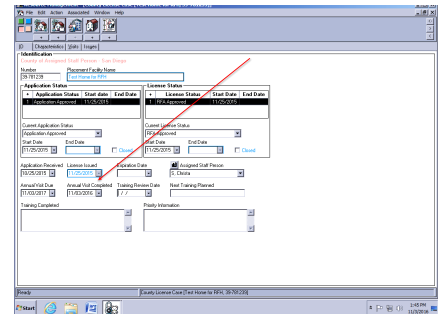 File Edit Action Associated Window Help
ID Characteristics Visits Issues
Identification
County of Assigned Staff Person - San Diego
Number Placement Facility Name
39-781239 Test Home for RFH
Application Status License Status
+ Application Status Start date End Date + License Status Start date End Date
1 Application Approved 11/25/2015 1 RFA Approved 11/25/2015
Current Application Status Current License Status
Application Approved RFA Approved
Start Date End Date Start Date End Date
11/25/2015 Closed 11/25/2015 Closed
Application Received License Issued Expiration Date Assigned Staff Person
10/25/2015 11/25/2015 S, Christa
Annual Visit Due Annual Visit Completed Training Review Date Next Training Planned
11/03/2017 11/03/2016 / /
Training Completed Priority Information
Ready County License Case [Test Home for RFH, 39-781239]
Start 1:45 PM
11/3/2016